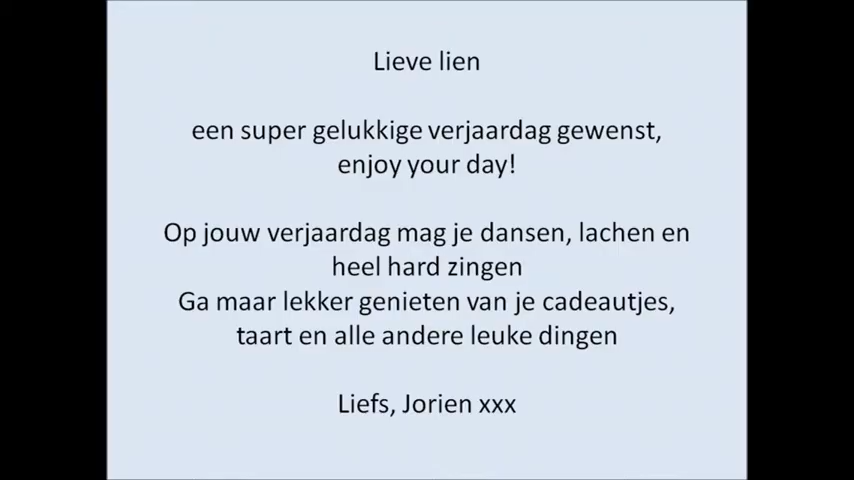 Lieve lien
een super gelukkige verjaardag gewenst,
enjoy your day!
Op jouw verjaardag mag je dansen, lachen en
heel hard zingen
Ga maar lekker genieten van je cadeautjes,
taart en alle andere leuke dingen
Liefs, Jorien xxx